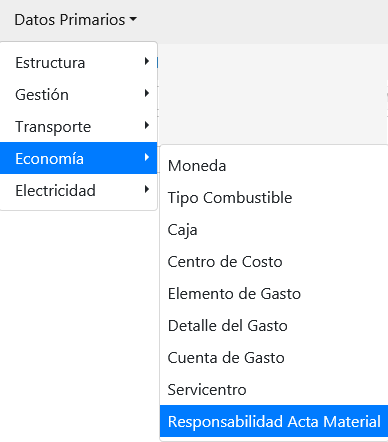 Datos Primarios
Estructura
Gestión
Transporte
Economía
Electricidad
Moneda
Tipo Combustible
Caja
Centro de Costo
Elemento de Gasto
Detalle del Gasto
Cuenta de Gasto
Servicentro
Responsabilidad Acta Material